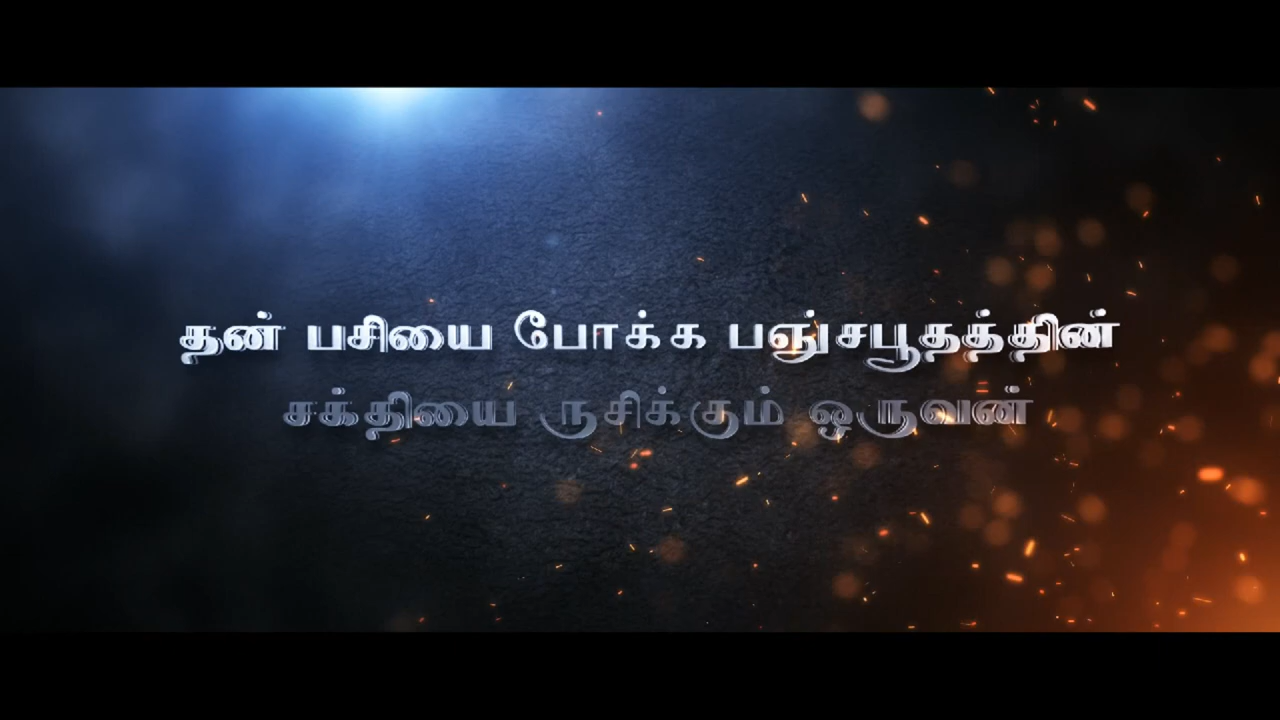 தன் பசியை போக்க பஞ்சபூதத்தின்
சக்தியை ருசிக்கும் ஒருவன்